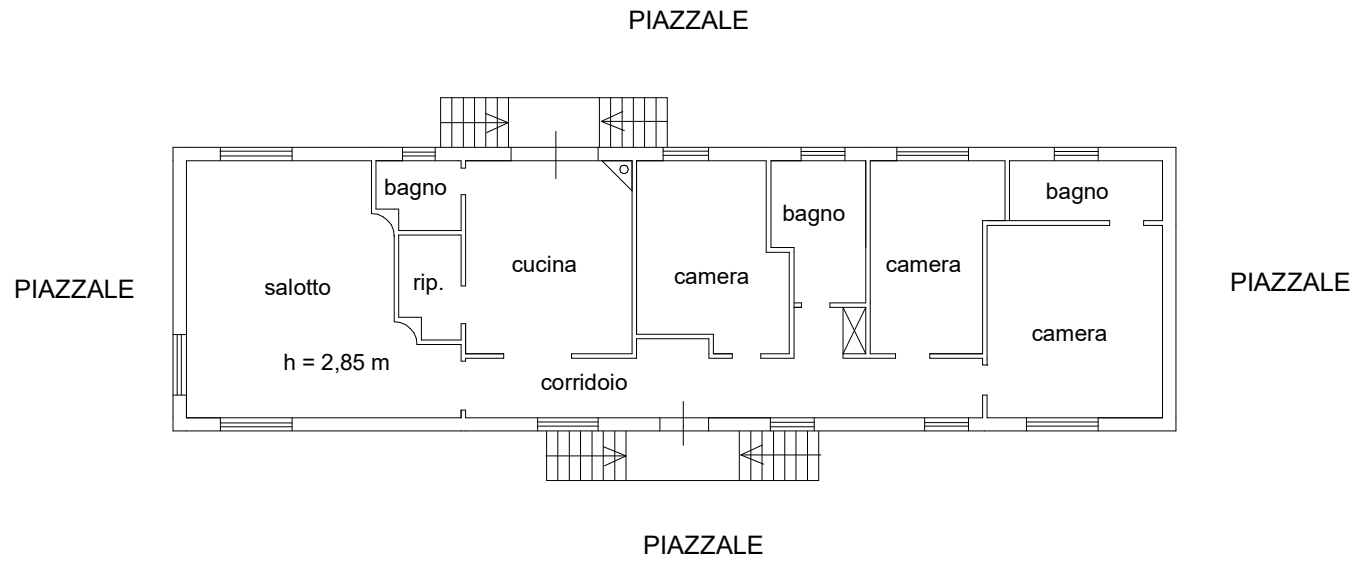 PIAZZALE
bagno
bagno
bagno
cucina
camera
camera
rip.
salotto
PIAZZALE
PIAZZALE
camera
h = 2,85 m
corridoio
PIAZZALE